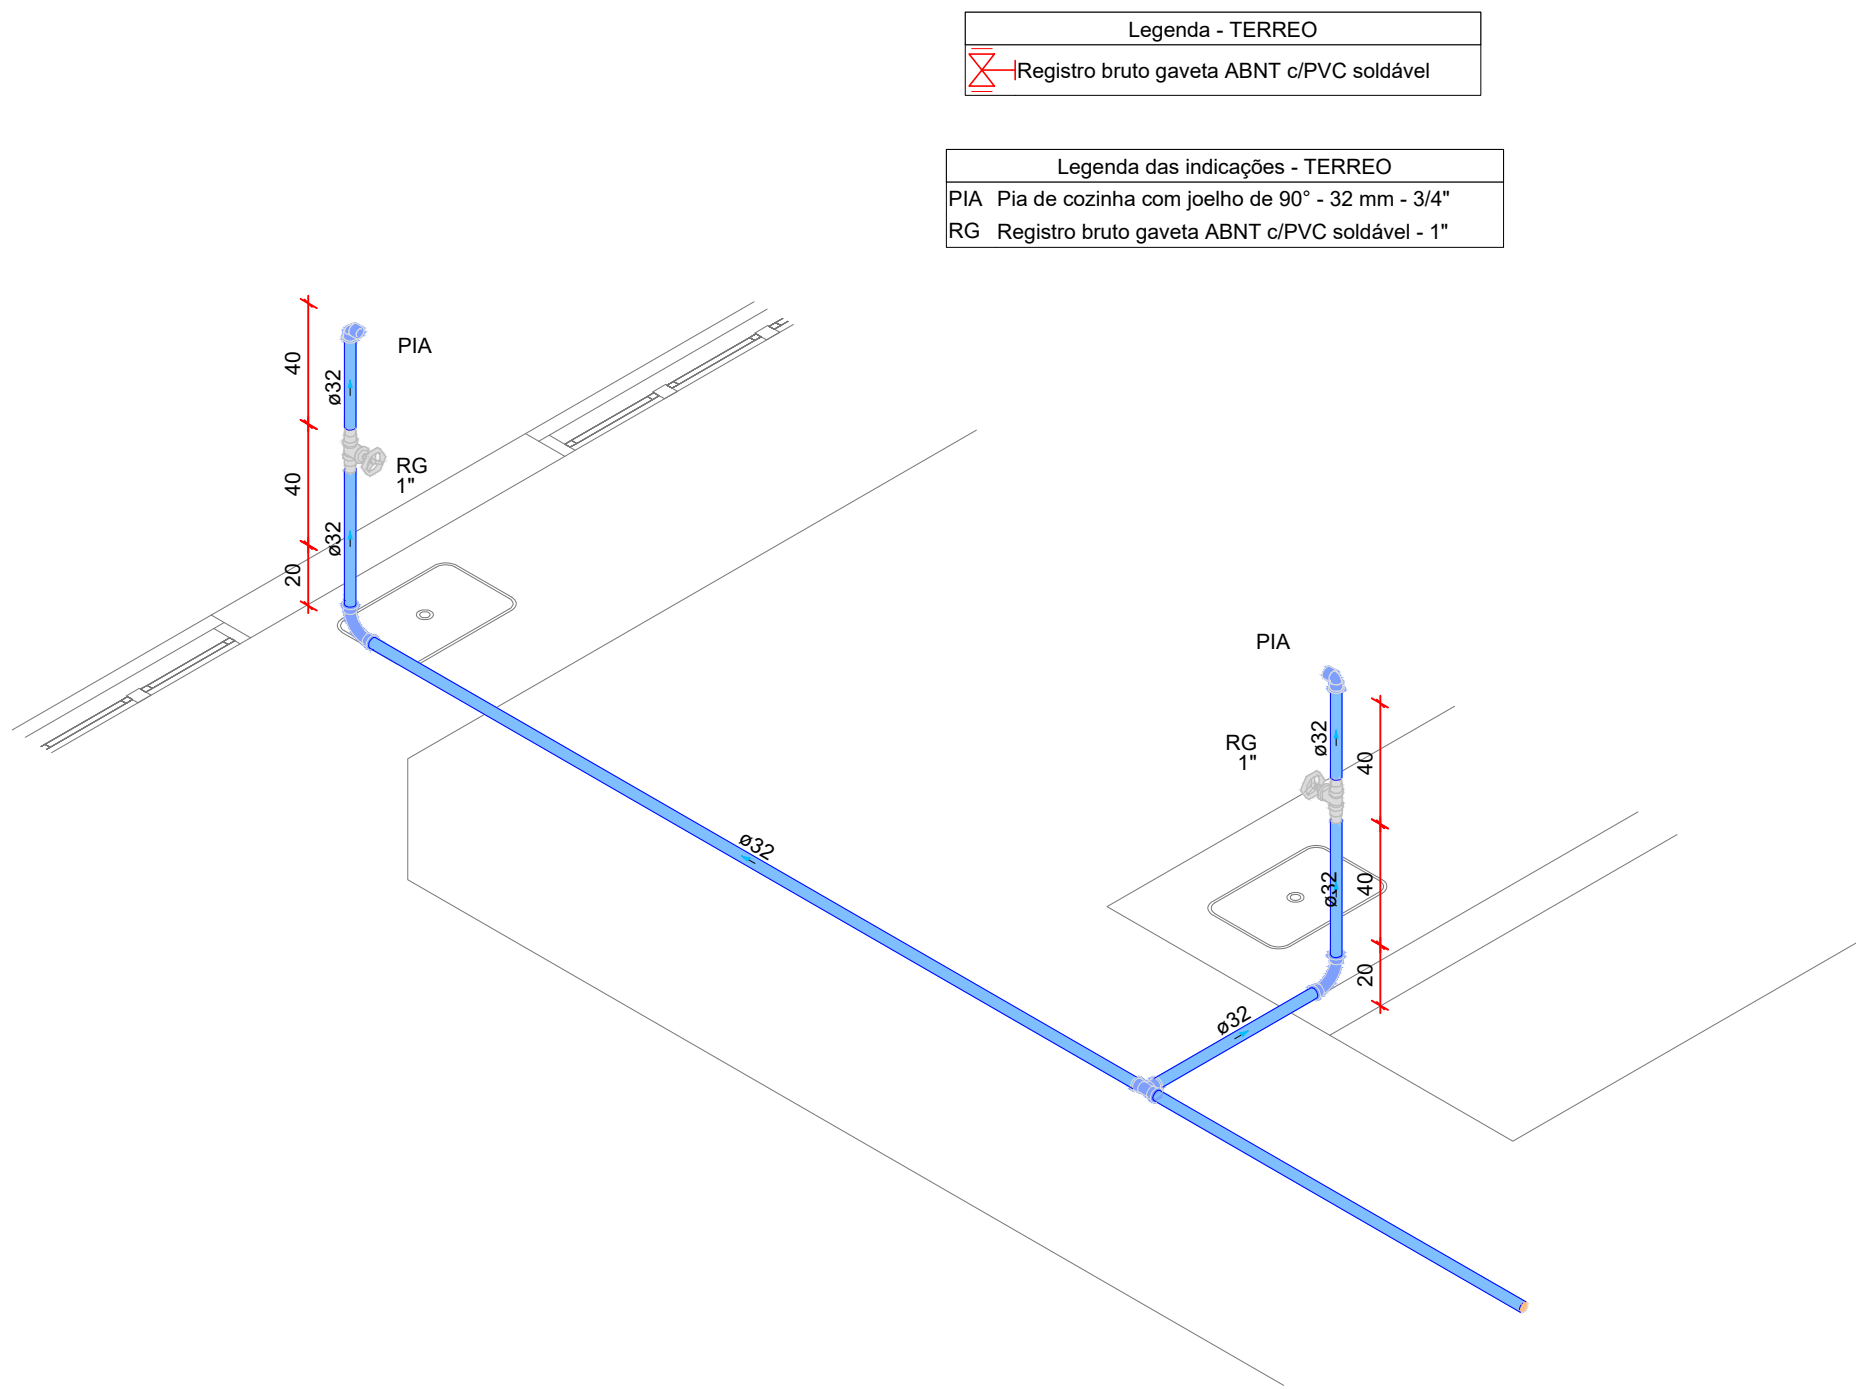 Legenda - TERREO
Registro bruto gaveta ABNT c/PVC soldável
Legenda das indicações - TERREO
PIA Pia de cozinha com joelho de 90° - 32 mm - 3/4"
RG Registro bruto gaveta ABNT c/PVC soldável - 1"
PIA
40
ø32
RG
1"
40
ø32
20
PIA
ø32
RG
1"
40
ø32
ø32
40
20
ø32